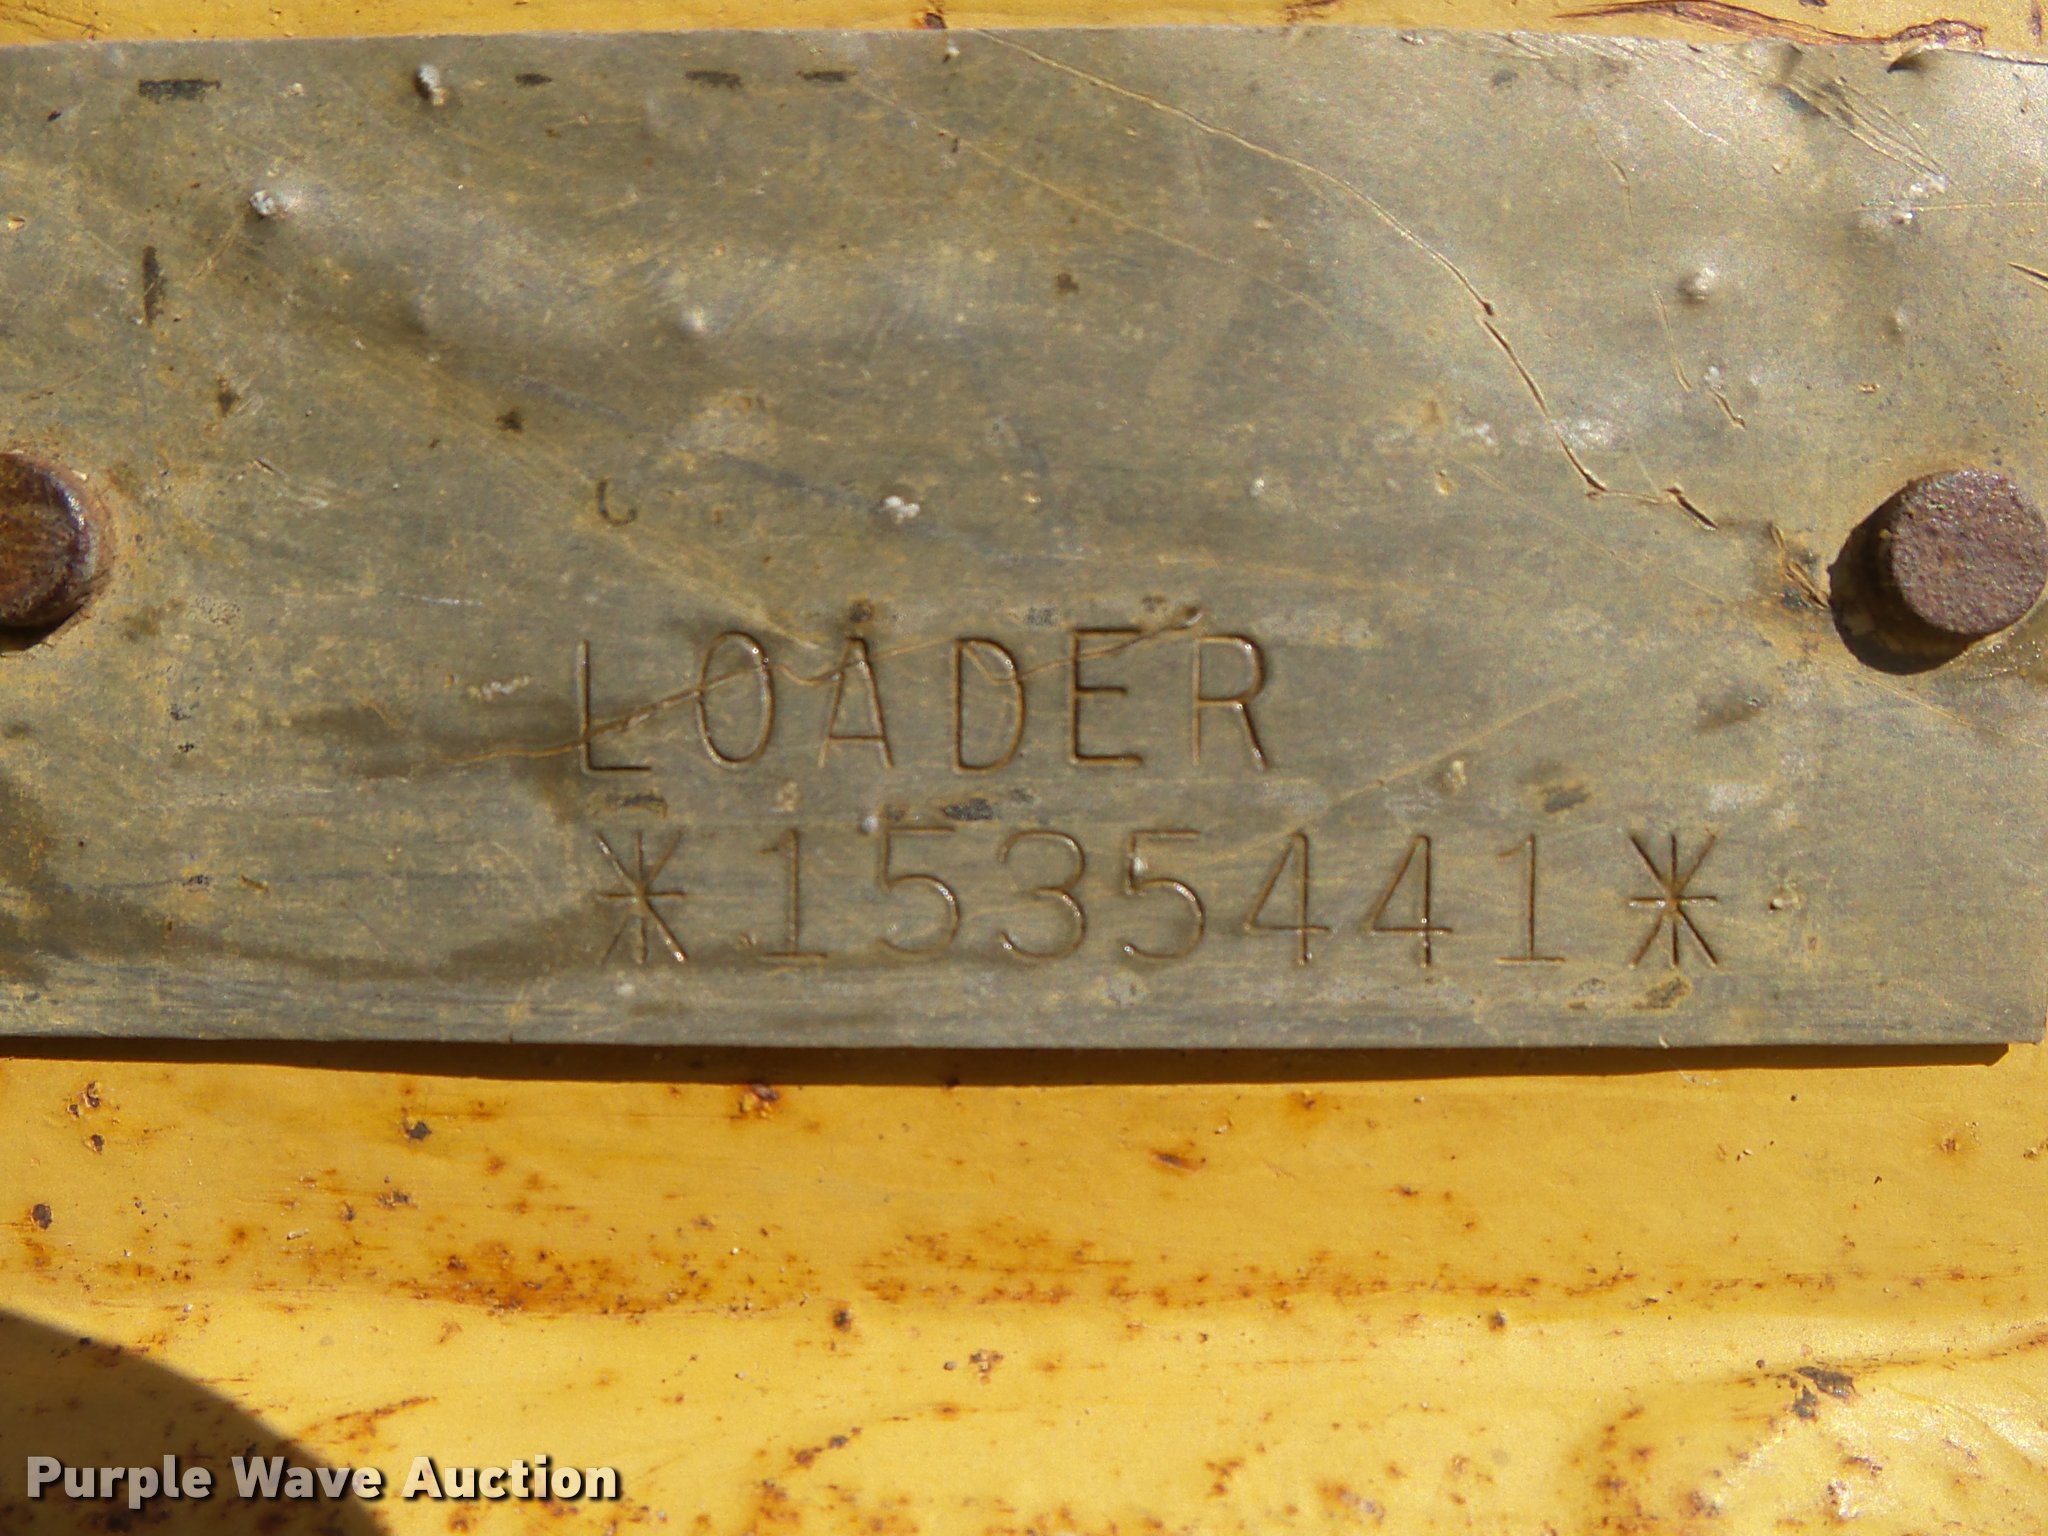 LOADER
*1535441*
Purple Wave Auction